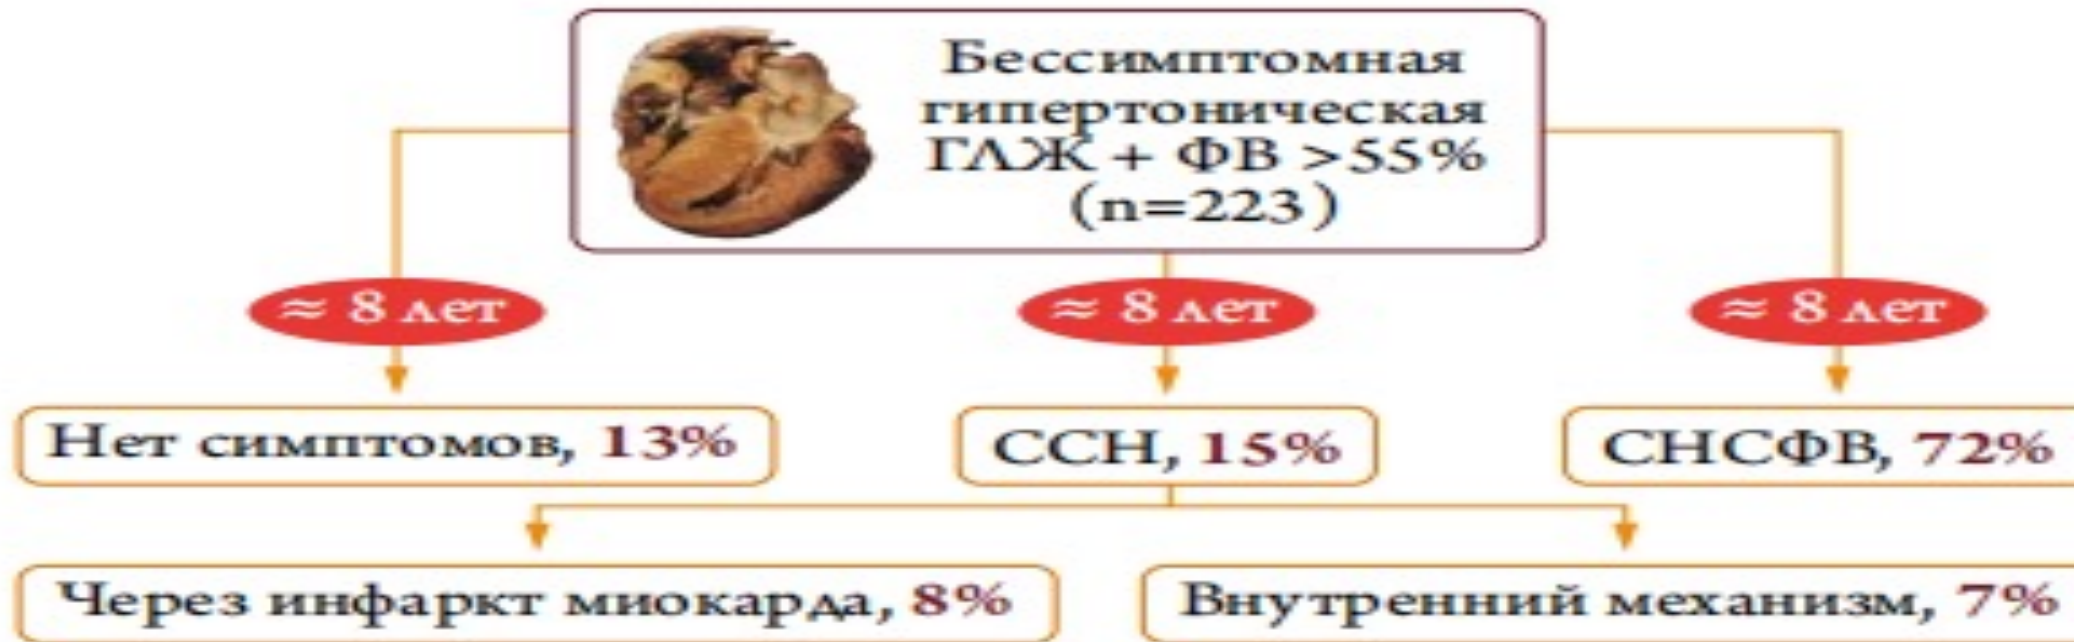 Бессимптомная
гипертоническая
ГЛЖ + ФВ >55%
(n=223)
≈ 8 лет
≈ 8 лет
≈ 8 лет
Нет симптомов, 13%
ССН, 15%
СНСФВ, 72%
Через инфаркт миокарда, 8%
Внутренний механизм, 7%